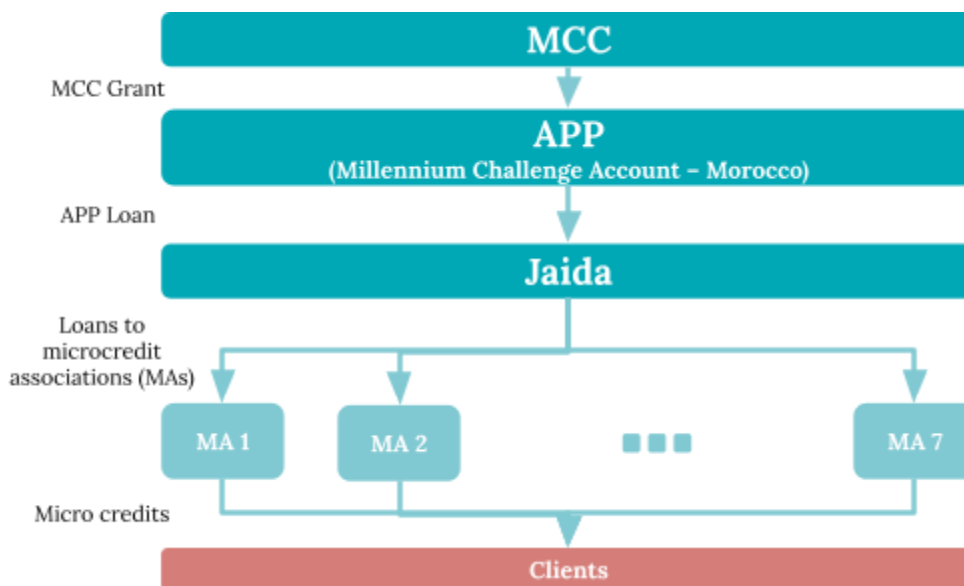 MCC
MCC Grant
APP
(Millennium Challenge Account – Morocco)
APP Loan
Jaida
Loans to
microcredit
associations (MAs)
MA 1
MA 2
MA 7
Micro credits
Clients